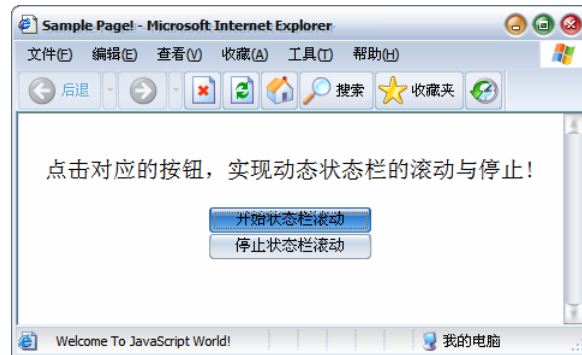 Sample Page! - Microsoft Internet Explorer
文件(F) 编辑(E) 查看(V) 收藏(A) 工具(T) 帮助(H)
后退 搜索 收藏夹
点击对应的按钮，实现动态状态栏的滚动与停止!
开始状态栏滚动
停止状态栏滚动
Welcome To JavaScript World! 我的电脑